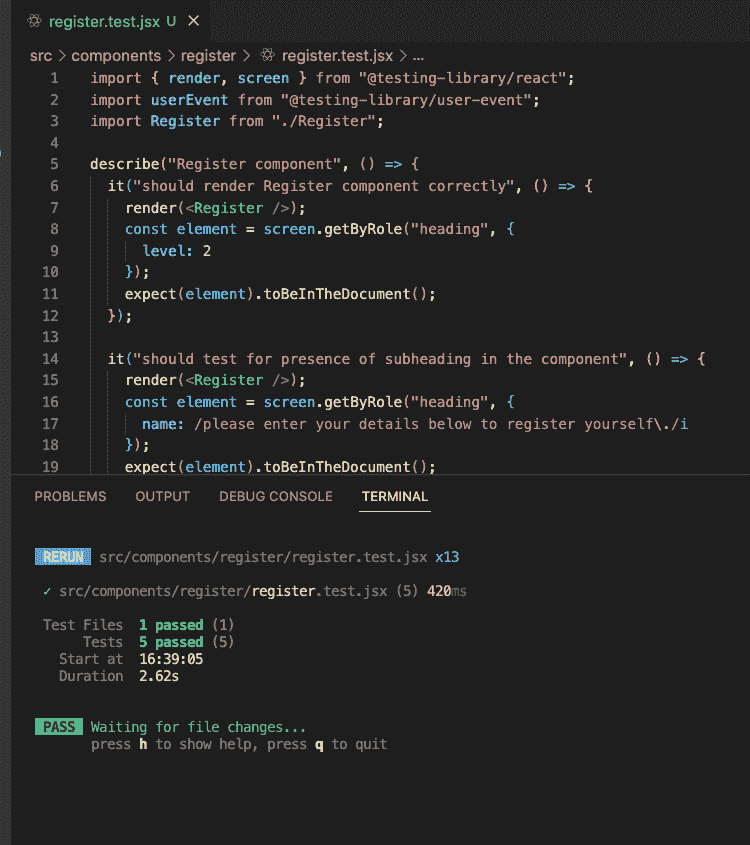 register.test.jsx U ×
src > components > register > register.test.jsx > ...
1 import { render, screen } from "@testing-library/react";
2 import userEvent from "@testing-library/user-event";
3 import Register from "./Register";
4
5 describe("Register component", () => {
6 it("should render Register component correctly", () => {
7 render(<Register />);
8 const element = screen.getByRole("heading", {
9 level: 2
10 });
11 expect(element).toBeInTheDocument();
12 });
13
14 it("should test for presence of subheading in the component", () => {
15 render(<Register />);
16 const element = screen.getByRole("heading", {
17 name: /please enter your details below to register yourself\./i
18 });
19 expect(element).toBeInTheDocument();
PROBLEMS OUTPUT DEBUG CONSOLE TERMINAL
RERUN src/components/register/register.test.jsx x13
✓ src/components/register/register.test.jsx (5) 420ms
Test Files 1 passed (1)
Tests 5 passed (5)
Start at 16:39:05
Duration 2.62s
PASS Waiting for file changes...
press h to show help, press q to quit